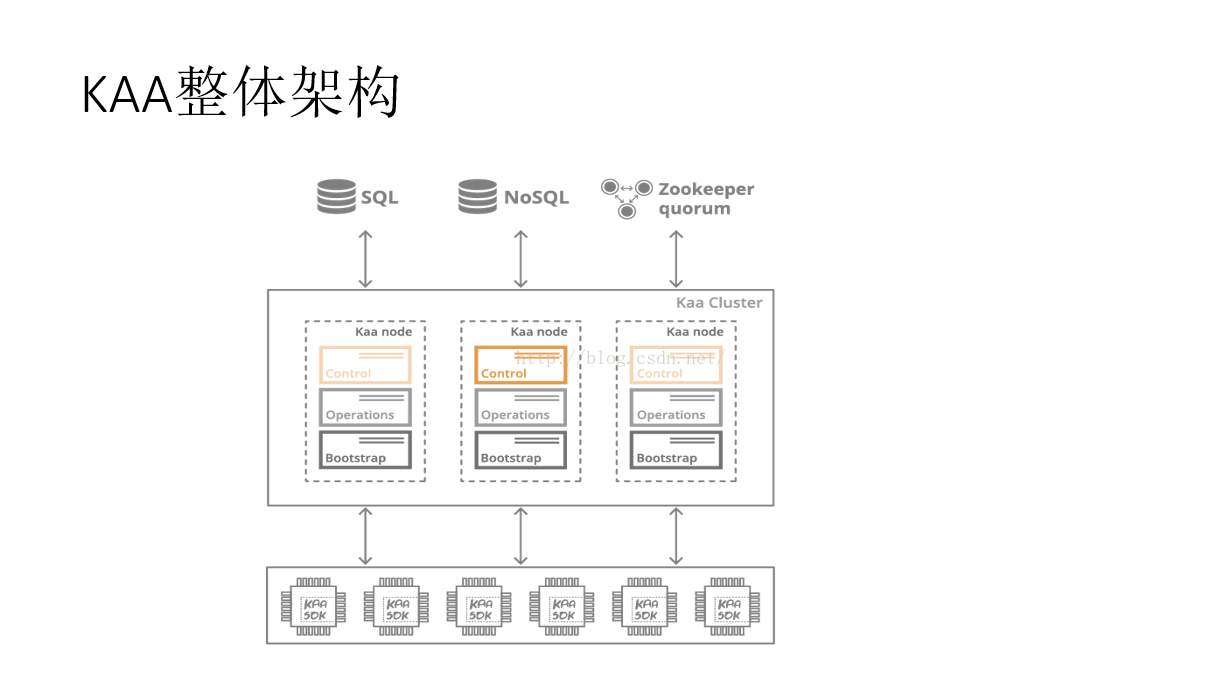 KAA整体架构
SQL
NoSQL
Zookeeper
quorum
Kaa Cluster
Kaa node
Control
Operations
Bootstrap
Kaa node
Control
Operations
Bootstrap
Kaa node
Control
Operations
Bootstrap
http://blog.csdn.net/
KAA
SDK
KAA
SDK
KAA
SDK
KAA
SDK
KAA
SDK
KAA
SDK